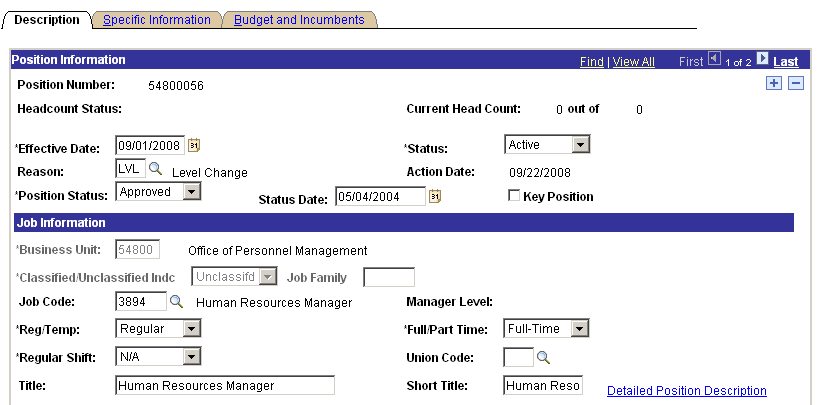 Description Specific Information Budget and Incumbents
Position Information Find | View All First 1 of 2 Last
Position Number: 54800056
Headcount Status: Current Head Count: 0 out of 0
*Effective Date: 09/01/2008 31 *Status: Active
Reason: LVL Level Change Action Date: 09/22/2008
*Position Status: Approved Status Date: 05/04/2004 31 Key Position
Job Information
*Business Unit: 54800 Office of Personnel Management
*Classified/Unclassified Indc Unclassifd Job Family
Job Code: 3894 Human Resources Manager Manager Level:
*Reg/Temp: Regular *Full/Part Time: Full-Time
*Regular Shift: N/A Union Code:
Title: Human Resources Manager Short Title: Human Reso Detailed Position Description